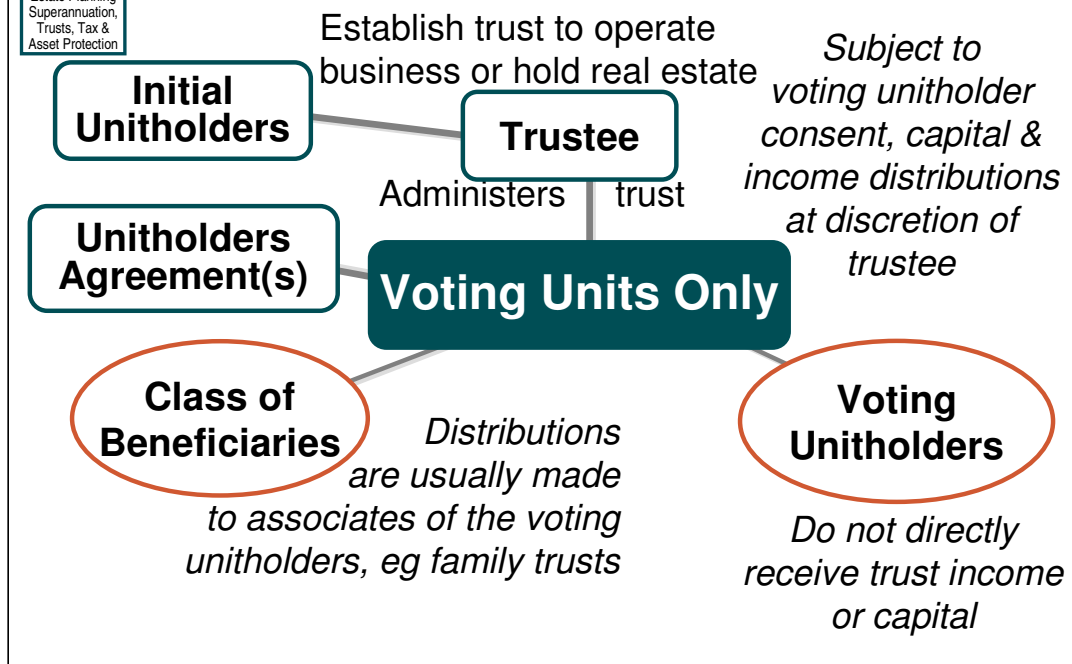 Estate Planning
Superannuation,
Trusts, Tax &
Asset Protection
Establish trust to operate
business or hold real estate
Initial
Unitholders
Trustee
Subject to
voting unitholder
consent, capital &
income distributions
at discretion of
trustee
Administers trust
Unitholders
Agreement(s)
Voting Units Only
Class of
Beneficiaries
Distributions
are usually made
to associates of the voting
unitholders, eg family trusts
Voting
Unitholders
Do not directly
receive trust income
or capital